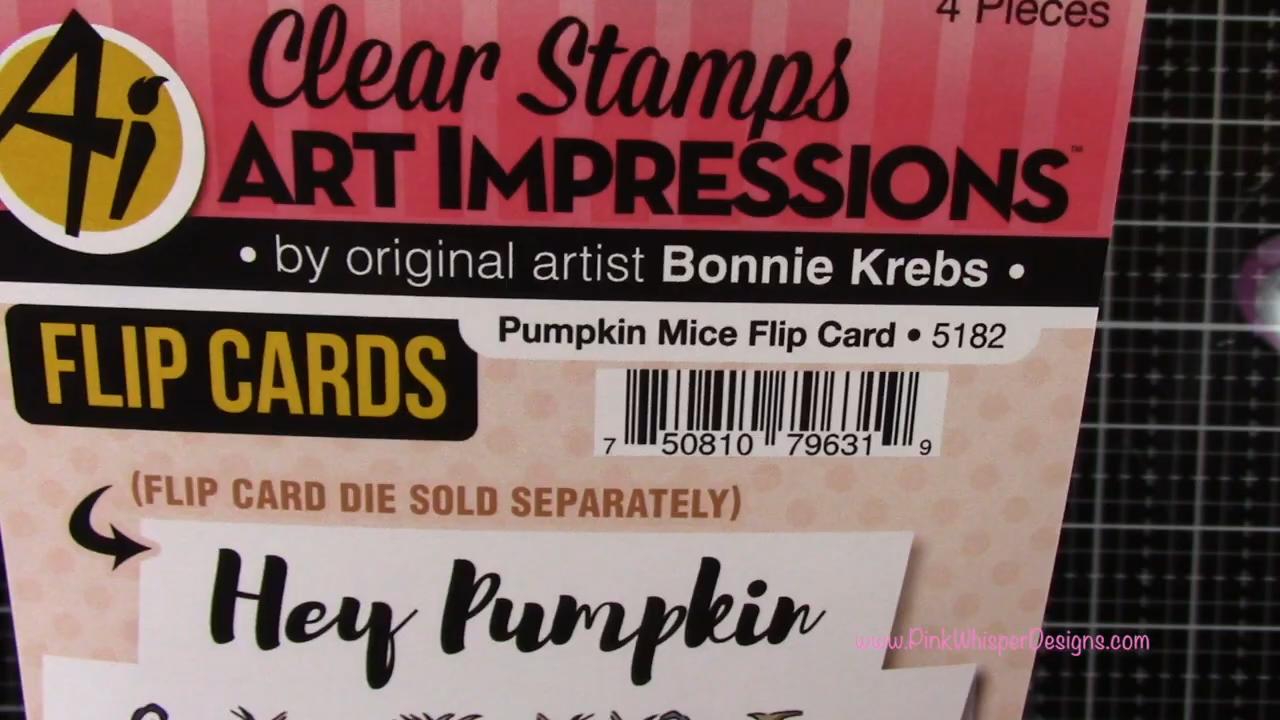 4 Pieces
Ai
Clear Stamps
ART IMPRESSIONS™
• by original artist Bonnie Krebs •
FLIP CARDS
Pumpkin Mice Flip Card • 5182
7 50810 79631 9
(FLIP CARD DIE SOLD SEPARATELY)
Hey Pumpkin
www.PinkWhisperDesigns.com